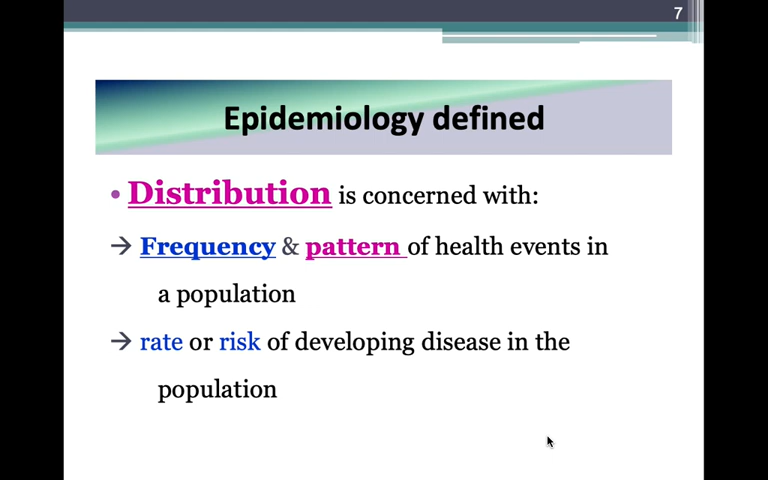 7
Epidemiology defined
• Distribution is concerned with:
→ Frequency & pattern of health events in
a population
→ rate or risk of developing disease in the
population